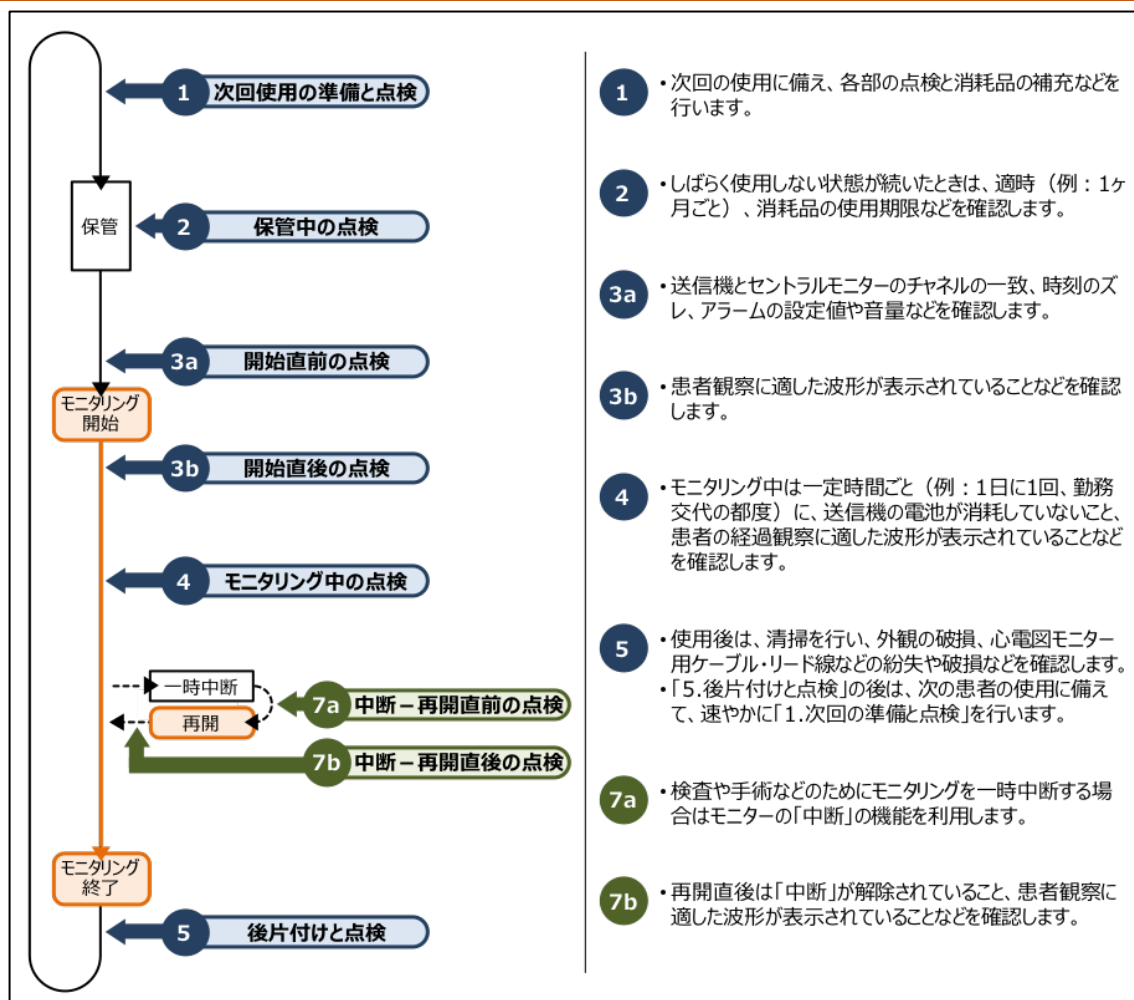 1 次回使用の準備と点検
保管
2 保管中の点検
3a 開始直前の点検
モニタリング
開始
3b 開始直後の点検
4 モニタリング中の点検
一時中断
再開
7a 中断－再開直前の点検
7b 中断－再開直後の点検
モニタリング
終了
5 後片付けと点検
1 ・次回の使用に備え、各部の点検と消耗品の補充などを
行います。
2 ・しばらく使用しない状態が続いたときは、適時（例：1ヶ
月ごと）、消耗品の使用期限などを確認します。
3a ・送信機とセントラルモニターのチャネルの一致、時刻のズ
レ、アラームの設定値や音量などを確認します。
3b ・患者観察に適した波形が表示されていることなどを確認
します。
4 ・モニタリング中は一定時間ごと（例：1日に1回、勤務
交代の都度）に、送信機の電池が消耗していないこと、
患者の経過観察に適した波形が表示されていることなど
を確認します。
5 ・使用後は、清掃を行い、外観の破損、心電図モニター
用ケーブル・リード線などの紛失や破損などを確認します。
・「5.後片付けと点検」の後は、次の患者の使用に備え
て、速やかに「1.次回の準備と点検」を行います。
7a ・検査や手術などのためにモニタリングを一時中断する場
合はモニターの「中断」の機能を利用します。
7b ・再開直後は「中断」が解除されていること、患者観察に
適した波形が表示されていることなどを確認します。